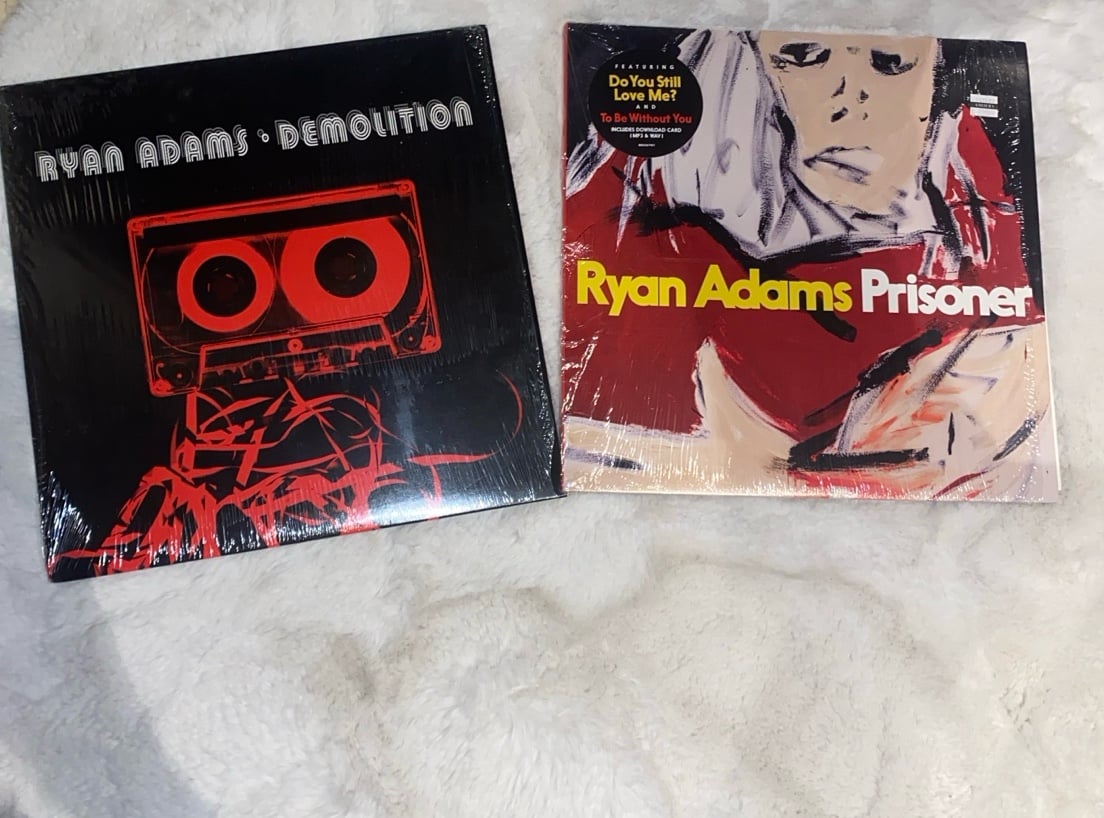 RYAN ADAMS • DEMOLITION
FEATURING
Do You Still
Love Me?
AND
To Be Without You
INCLUDES DOWNLOAD CARD
(MP3 & WAV)
Ryan Adams Prisoner